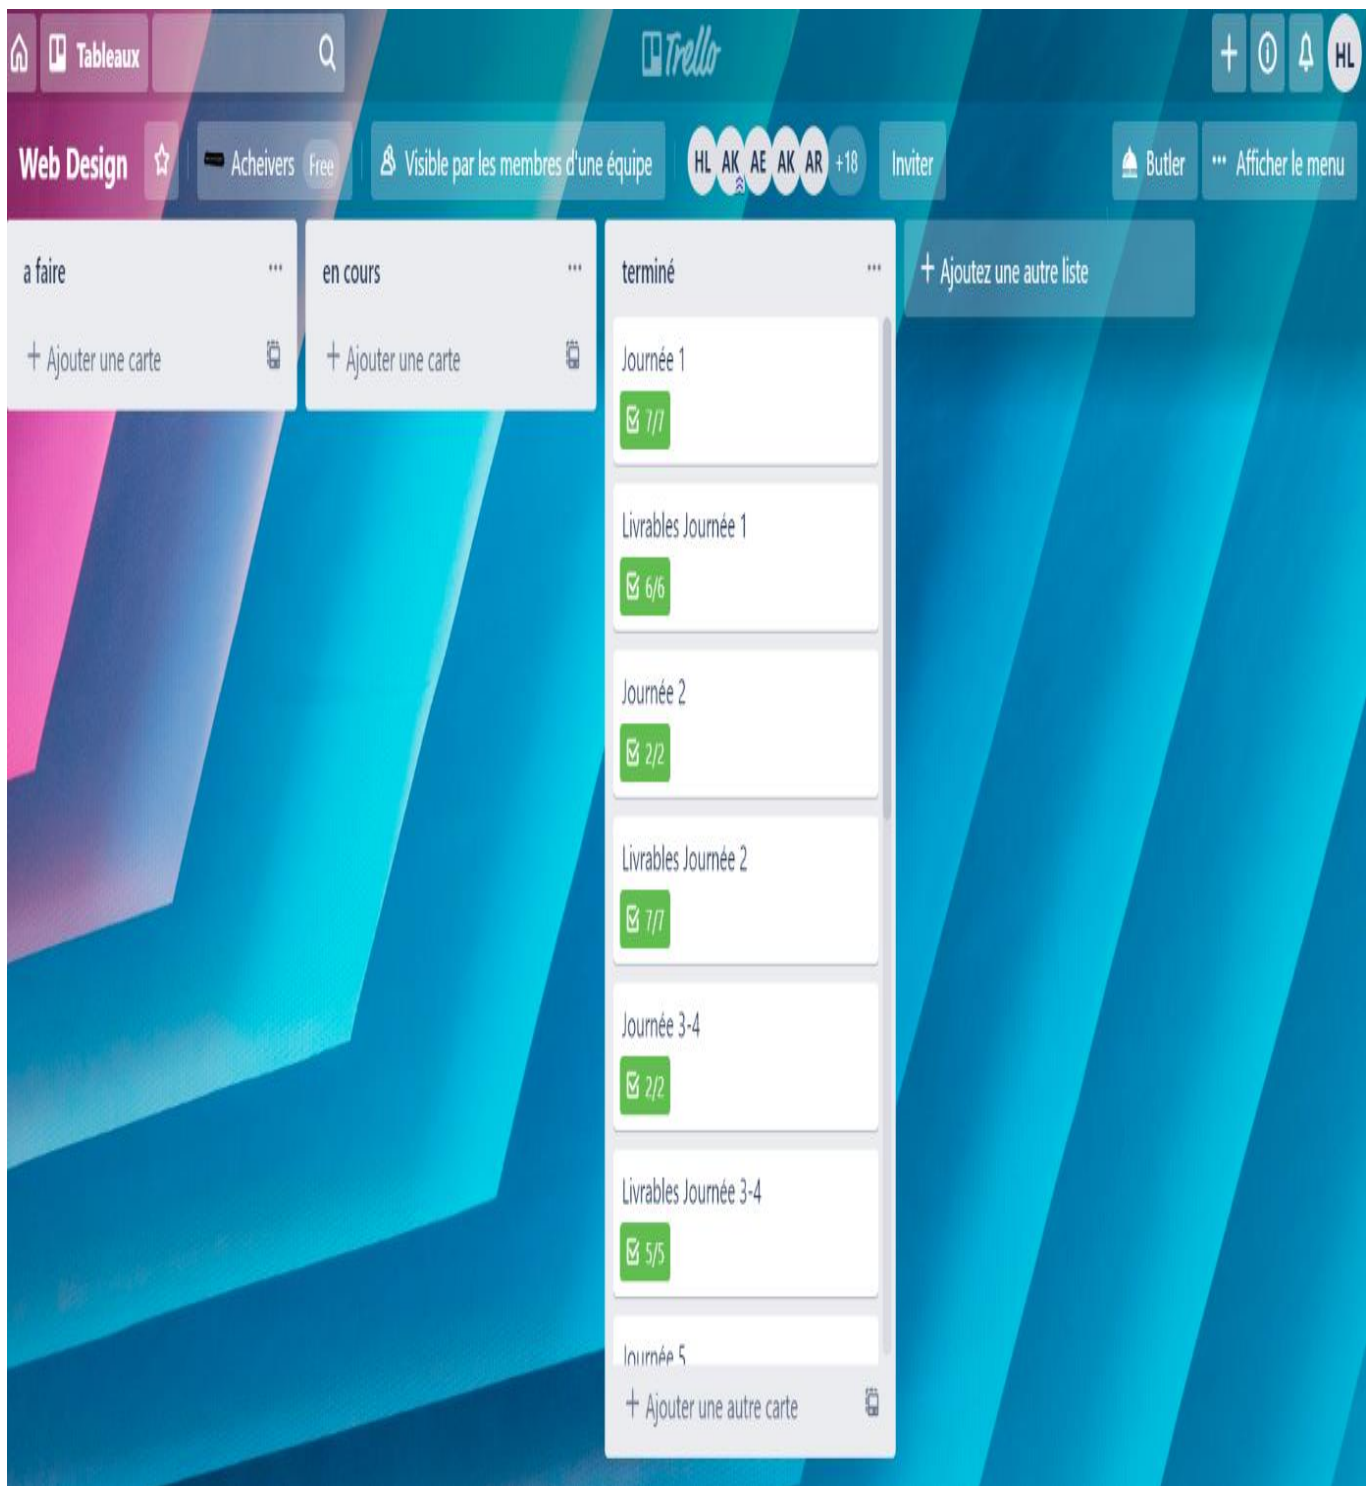 Tableaux
Trello
HL
Web Design
Acheivers Free
Visible par les membres d'une équipe
HL AK AE AK AR +18
Inviter
Butler
··· Afficher le menu
a faire
+ Ajouter une carte
en cours
+ Ajouter une carte
terminé
Journée 1
7/7
Livrables Journée 1
6/6
Journée 2
2/2
Livrables Journée 2
7/7
Journée 3-4
2/2
Livrables Journée 3-4
5/5
Journée 5
+ Ajouter une autre carte
+ Ajoutez une autre liste